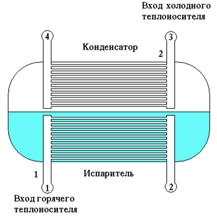 Вход холодного
теплоносителя
4
3
Конденсатор
2
Испаритель
1
1
2
Вход горячего
теплоносителя